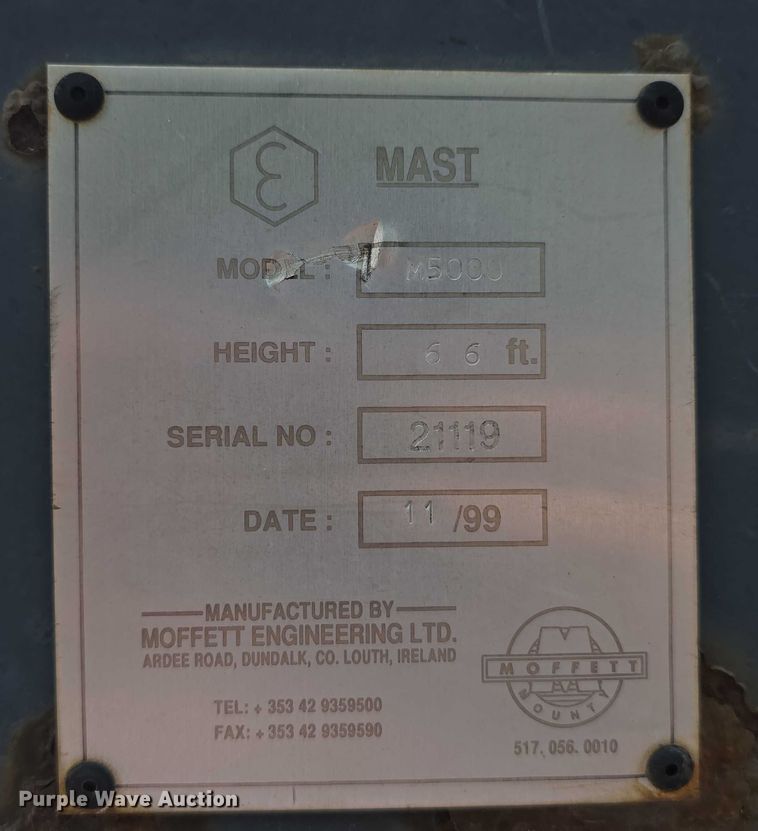 MAST
MODEL : M5000
HEIGHT : 6 6 ft.
SERIAL NO : 21119
DATE : 11 /99
MANUFACTURED BY
MOFFETT ENGINEERING LTD.
ARDEE ROAD, DUNDALK, CO. LOUTH, IRELAND
MOFFETT
MOUNTY
TEL: + 353 42 9359500
FAX: + 353 42 9359590
517. 056. 0010
Purple Wave Auction